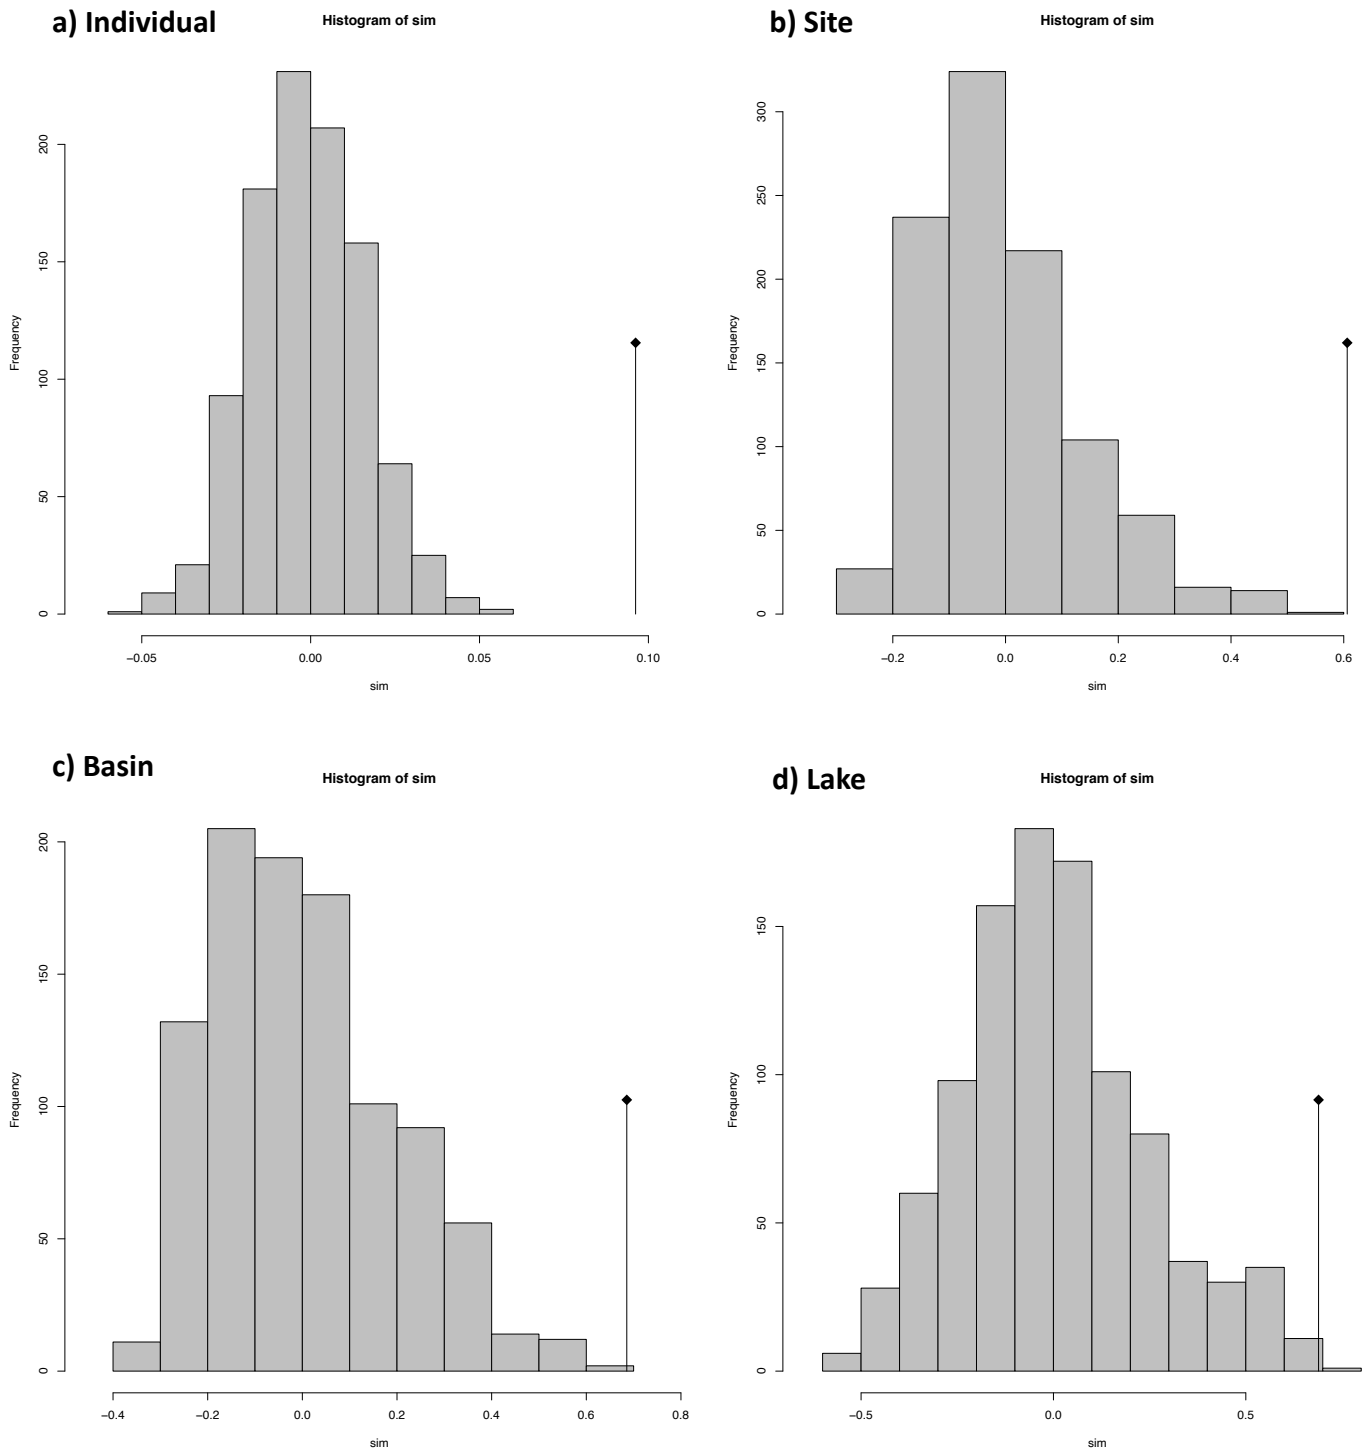 a) Individual
Histogram of sim
Frequency
0
50
100
150
200
−0.05
0.00
0.05
0.10
sim
b) Site
Histogram of sim
Frequency
0
50
100
150
200
250
300
−0.2
0.0
0.2
0.4
0.6
sim
c) Basin
Histogram of sim
Frequency
0
50
100
150
200
−0.4
−0.2
0.0
0.2
0.4
0.6
0.8
sim
d) Lake
Histogram of sim
Frequency
0
50
100
150
−0.5
0.0
0.5
sim